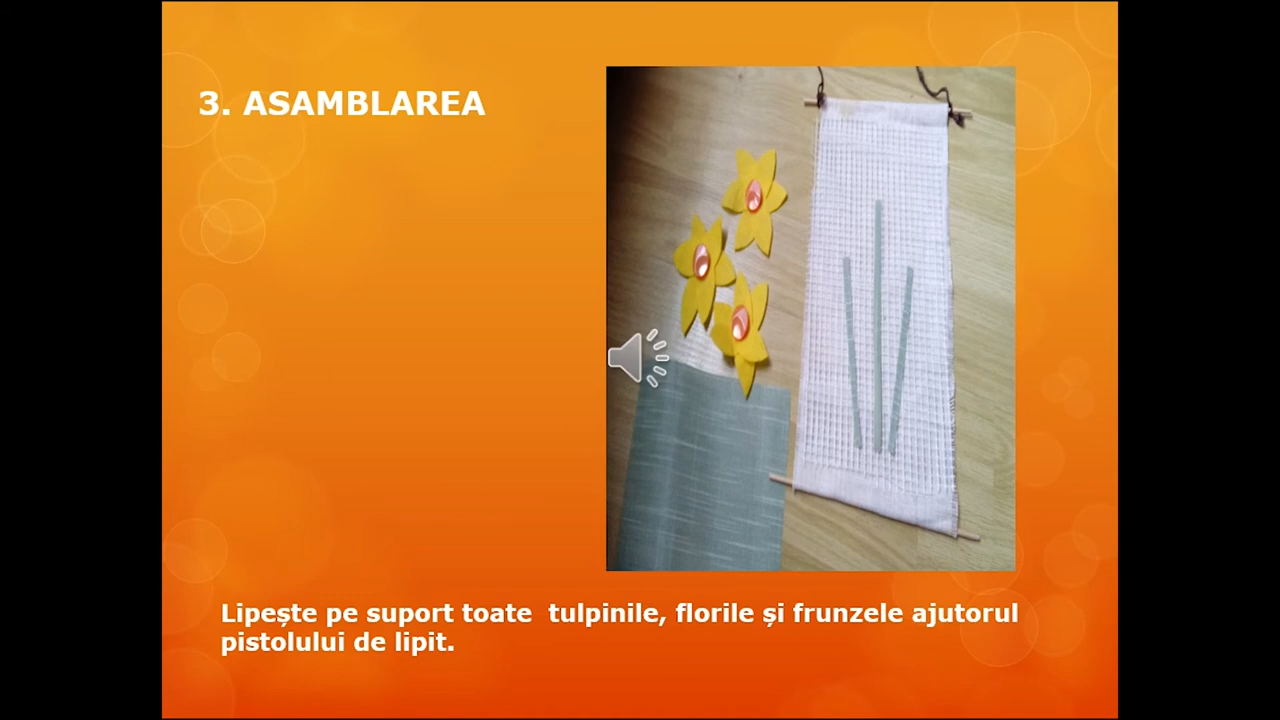 3. ASAMBLAREA
Lipește pe suport toate  tulpinile, florile și frunzele ajutorul
pistolului de lipit.